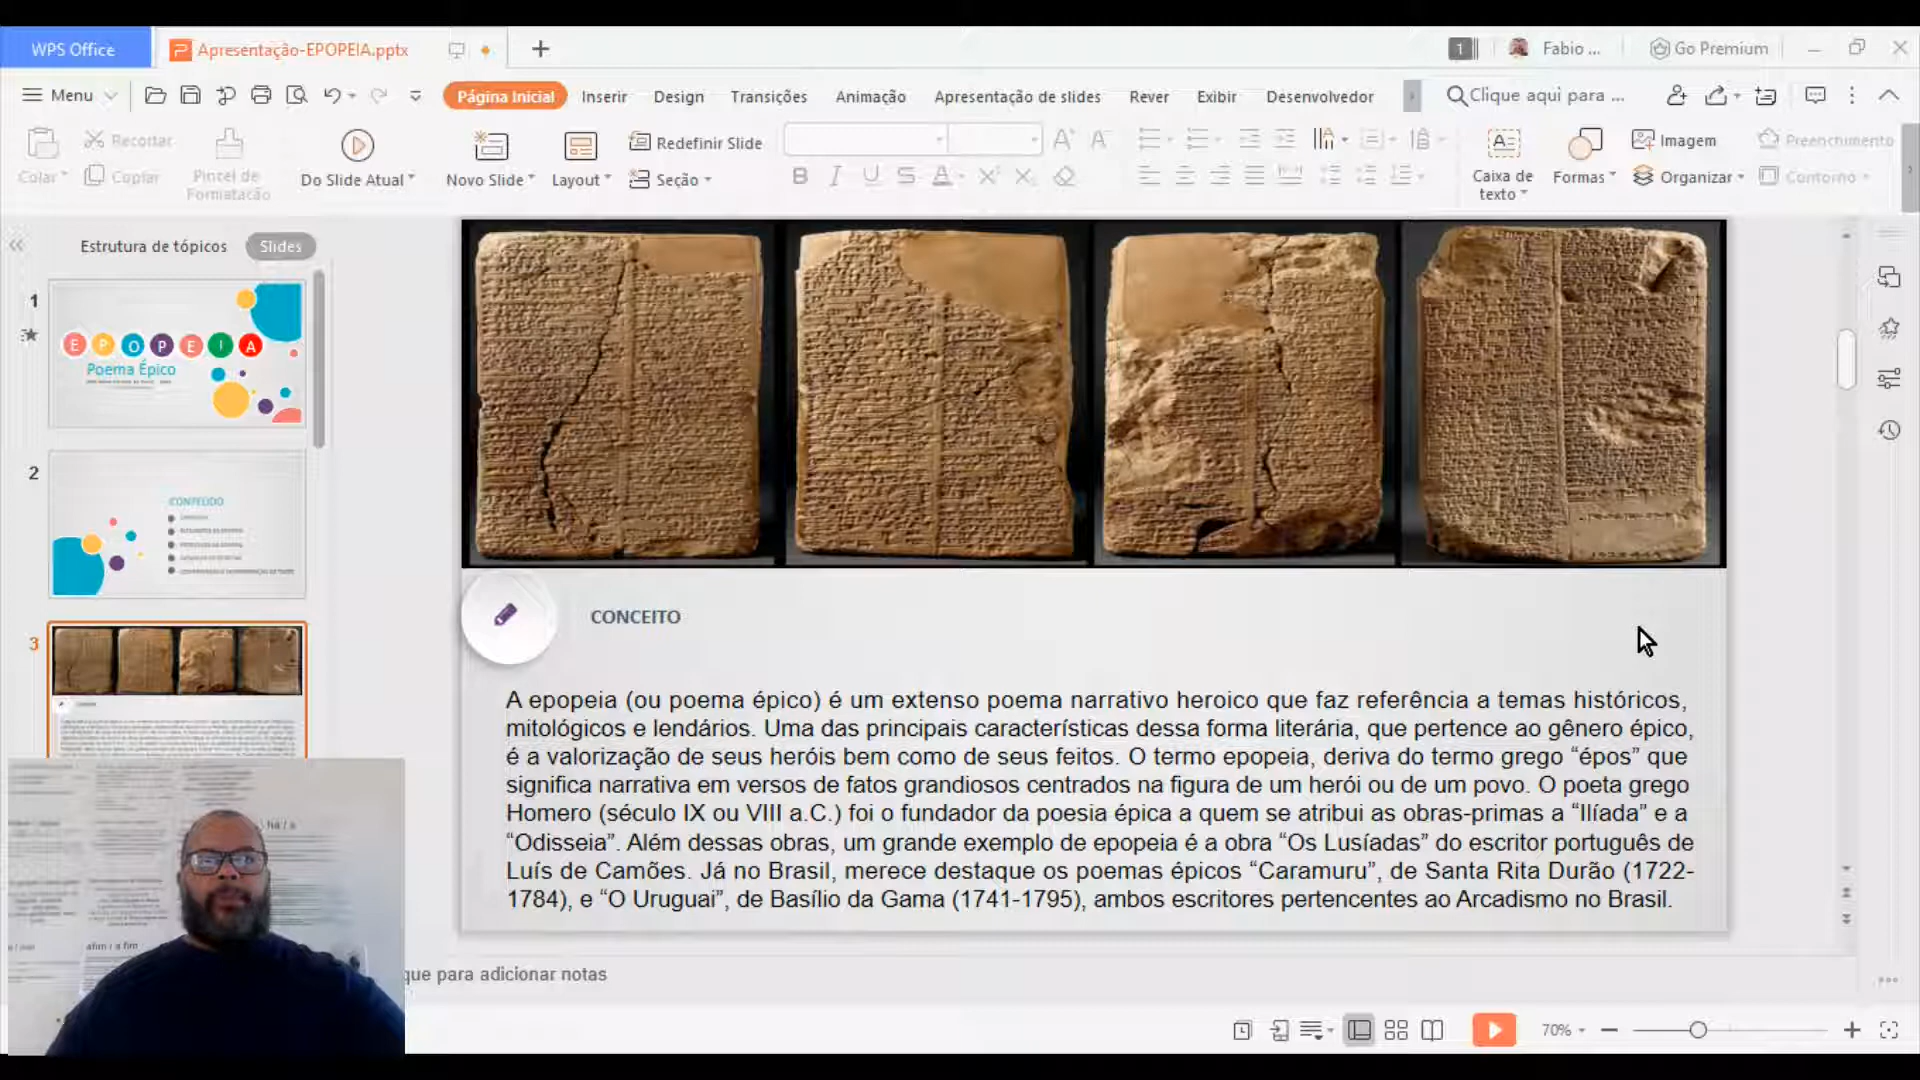 WPS Office
Apresentação-EPOPEIA.pptx
1
Fabio ...
Go Premium
Menu
Página Inicial
Inserir
Design
Transições
Animação
Apresentação de slides
Rever
Exibir
Desenvolvedor
Clique aqui para ...
Colar
Recortar
Copiar
Pincel de
Formatação
Do Slide Atual
Novo Slide
Layout
Redefinir Slide
Seção
Caixa de
texto
Formas
Imagem
Organizar
Preenchimento
Contorno
Estrutura de tópicos
Slides
1
EPOPEIA
Poema Épico
2
CONTEÚDO
3
CONCEITO
A epopeia (ou poema épico) é um extenso poema narrativo heroico que faz referência a temas históricos,
mitológicos e lendários. Uma das principais características dessa forma literária, que pertence ao gênero épico,
é a valorização de seus heróis bem como de seus feitos. O termo epopeia, deriva do termo grego “épos” que
significa narrativa em versos de fatos grandiosos centrados na figura de um herói ou de um povo. O poeta grego
Homero (século IX ou VIII a.C.) foi o fundador da poesia épica a quem se atribui as obras-primas a “Ilíada” e a
“Odisseia”. Além dessas obras, um grande exemplo de epopeia é a obra “Os Lusíadas” do escritor português de
Luís de Camões. Já no Brasil, merece destaque os poemas épicos “Caramuru”, de Santa Rita Durão (1722-
1784), e “O Uruguai”, de Basílio da Gama (1741-1795), ambos escritores pertencentes ao Arcadismo no Brasil.
há / a
afim / a fim
que para adicionar notas
70%